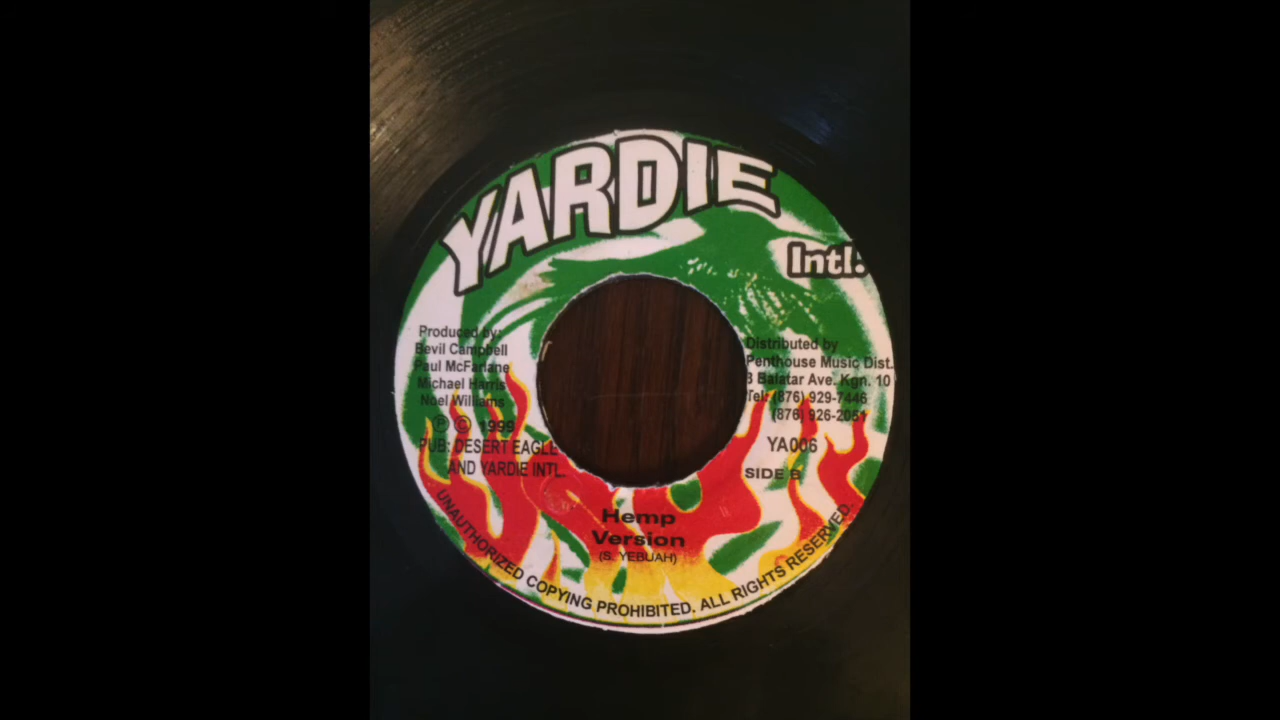 YARDIE
Intl.
Produced by:
Bevil Campbell
Paul McFarlane
Michael Harris
Noel Williams
Ⓟ © 1999
PUB: DESERT EAGLE
AND YARDIE INTL.
Distributed by
Penthouse Music Dist.
8 Balatar Ave. Kgn. 10
Tel: (876) 929-7446
(876) 926-2051
YA006
SIDE B
Hemp
Version
(S. YEBUAH)
UNAUTHORIZED COPYING PROHIBITED. ALL RIGHTS RESERVED.